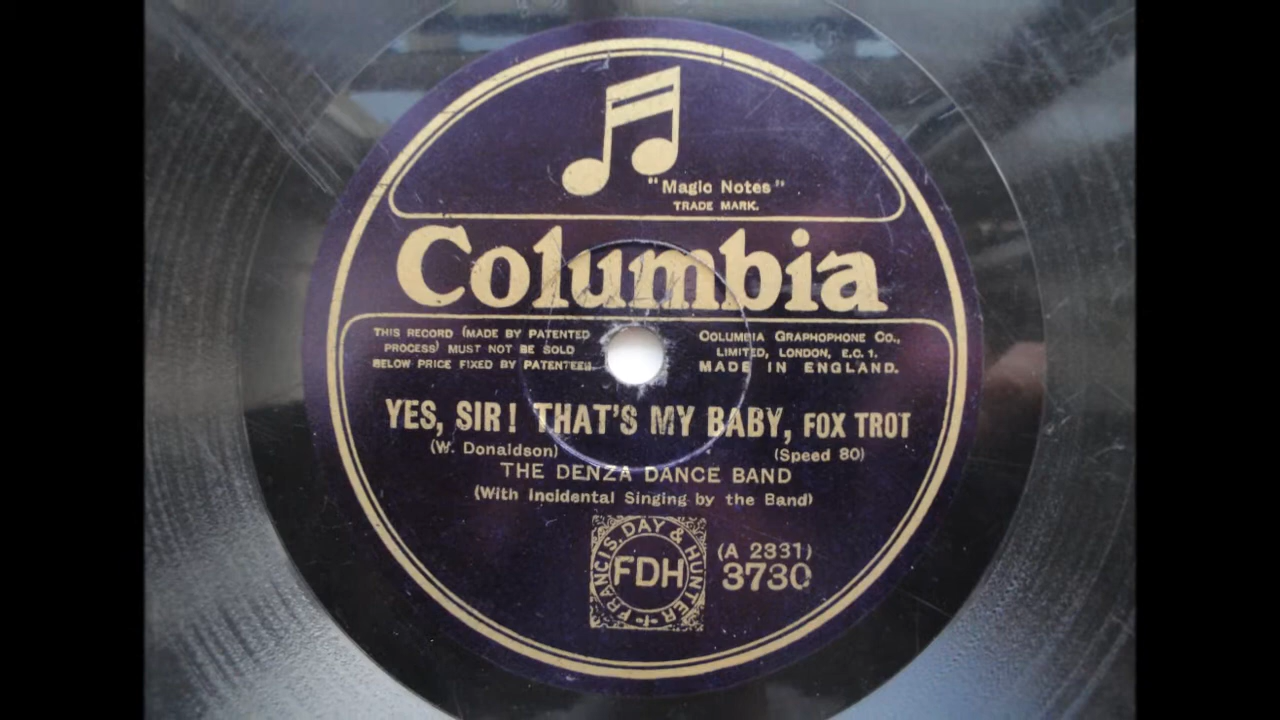 "Magic Notes"
TRADE MARK.
Columbia
THIS RECORD (MADE BY PATENTED
PROCESS) MUST NOT BE SOLD
BELOW PRICE FIXED BY PATENTEES.
COLUMBIA GRAPHOPHONE CO.,
LIMITED, LONDON, E.C.1.
MADE IN ENGLAND.
YES, SIR! THAT'S MY BABY, FOX TROT
(W. Donaldson) (Speed 80)
THE DENZA DANCE BAND
(With Incidental Singing by the Band)
FRANCIS, DAY & HUNTER
FDH
(A 2331)
3730